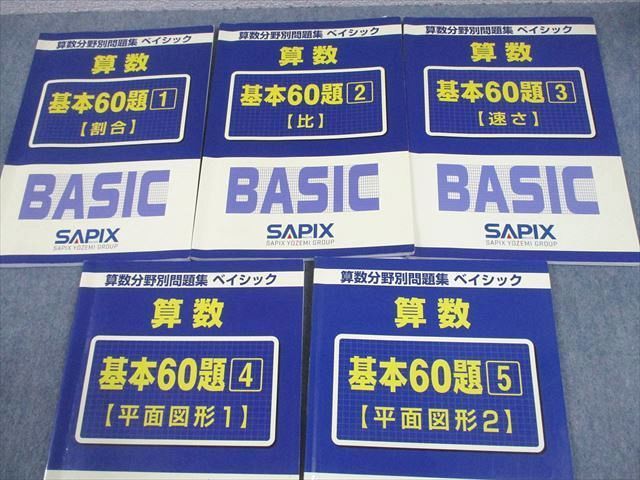 算数分野別問題集 ベイシック
算数
基本60題 1
【割合】
BASIC
SAPIX
SAPIX YOZEMI GROUP
算数分野別問題集 ベイシック
算数
基本60題 2
【比】
BASIC
SAPIX
SAPIX YOZEMI GROUP
算数分野別問題集 ベイシック
算数
基本60題 3
【速さ】
BASIC
SAPIX
SAPIX YOZEMI GROUP
算数分野別問題集 ベイシック
算数
基本60題 4
【平面図形1】
算数分野別問題集 ベイシック
算数
基本60題 5
【平面図形2】